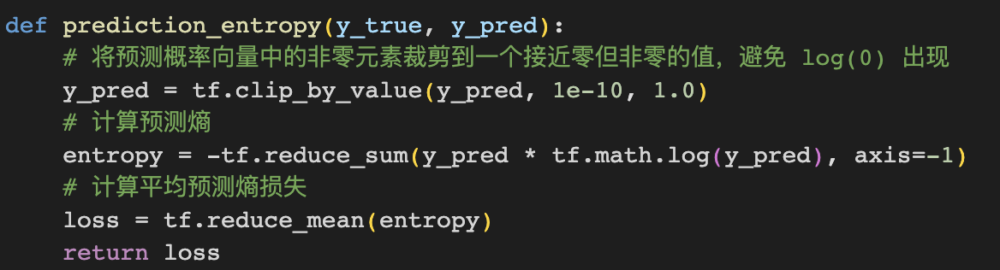 def prediction_entropy(y_true, y_pred):
    # 将预测概率向量中的非零元素裁剪到一个接近零但非零的值，避免 log(0) 出现
    y_pred = tf.clip_by_value(y_pred, 1e-10, 1.0)
    # 计算预测熵
    entropy = -tf.reduce_sum(y_pred * tf.math.log(y_pred), axis=-1)
    # 计算平均预测熵损失
    loss = tf.reduce_mean(entropy)
    return loss